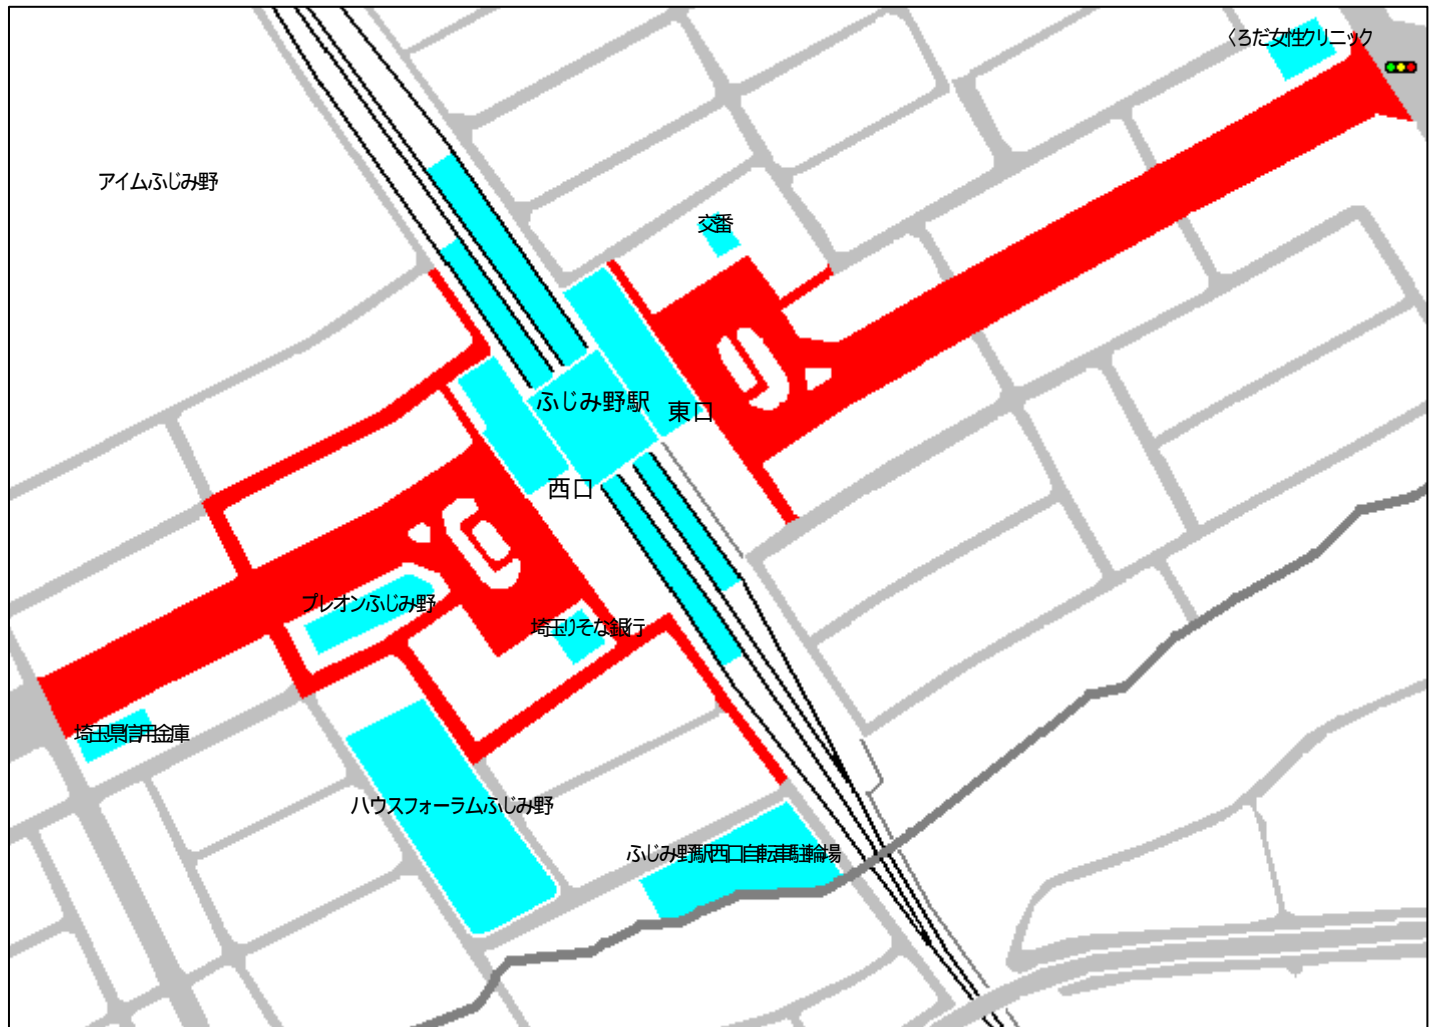 くろだ女性クリニック
アイムふじみ野
交番
ふじみ野駅
東口
西口
プレオンふじみ野
埼玉りそな銀行
埼玉県信用金庫
ハウスフォーラムふじみ野
ふじみ野駅西口自転車駐輪場